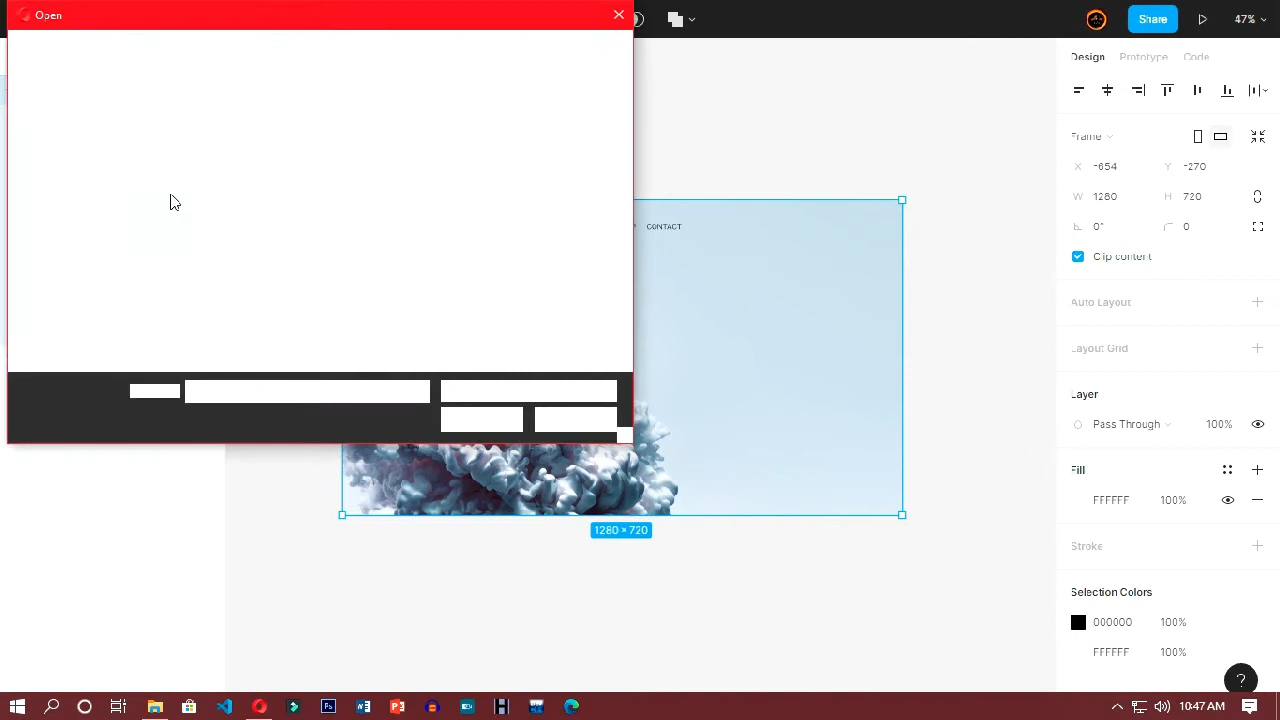 Open
Share
47%
Design Prototype Code
Frame
X -654 Y -270
W 1280 H 720
0° 0
Clip content
Auto Layout
Layout Grid
Layer
Pass Through 100%
Fill
FFFFFF 100%
Stroke
Selection Colors
000000 100%
FFFFFF 100%
CONTACT
1280 × 720
?
Ps
10:47 AM